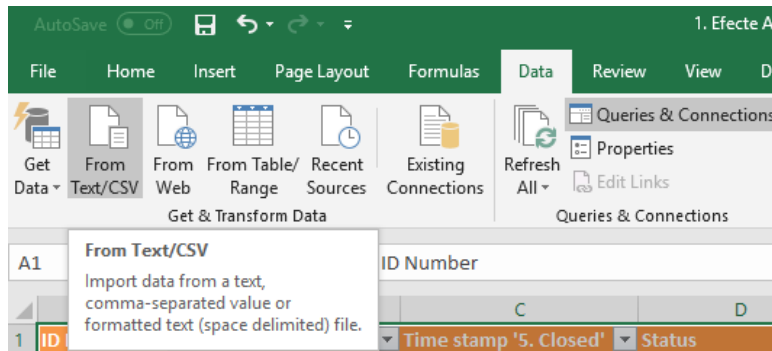 AutoSave Off 1. Efecte A
File Home Insert Page Layout Formulas Data Review View D
Get Data From Text/CSV From Web From Table/ Range Recent Sources Existing Connections Refresh All Queries & Connections
Properties
Edit Links
Get & Transform Data Queries & Connections
A1 ID Number
From Text/CSV
Import data from a text,
comma-separated value or
formatted text (space delimited) file.
C D
1 ID Time stamp '5. Closed' Status